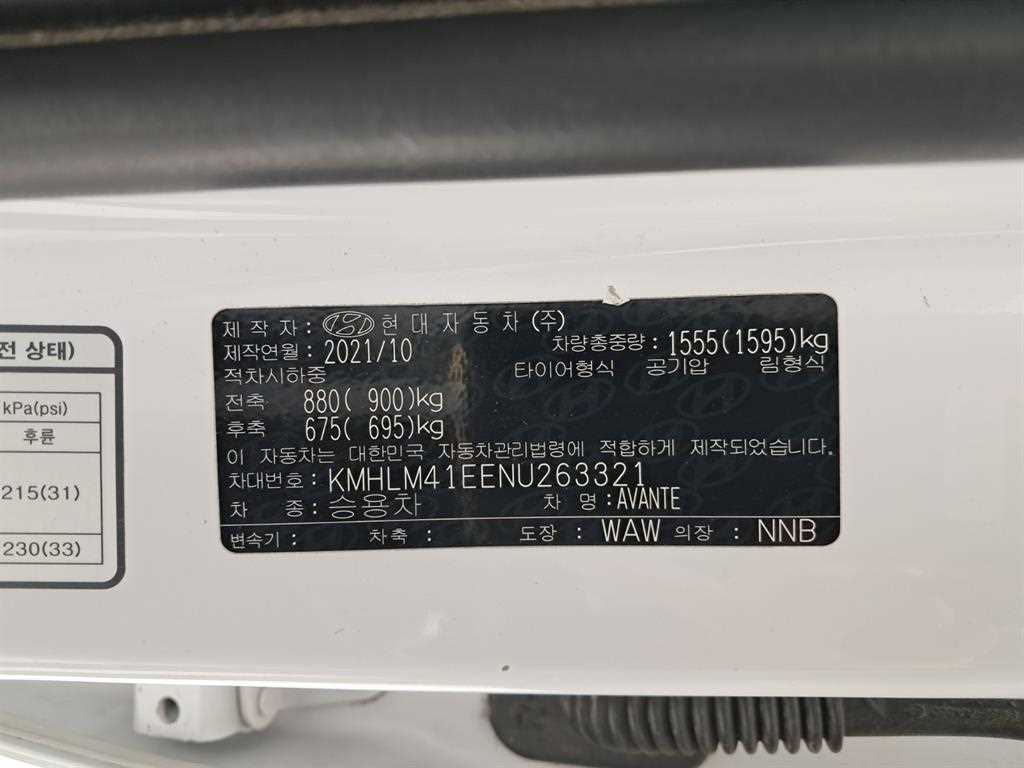 전 상태)
kPa(psi)
후륜
215(31)
230(33)
제 작 자 : 현대자동차(주)
제작연월 : 2021/10
차량총중량 : 1555(1595)kg
적차시하중
타이어형식 공기압 림형식
전축 880( 900)kg
후축 675( 695)kg
이 자동차는 대한민국 자동차관리법령에 적합하게 제작되었습니다.
차대번호 : KMHLM41EENU263321
차 종 : 승용차 차 명 : AVANTE
변속기 : 차축 : 도장 : WAW 의장 : NNB